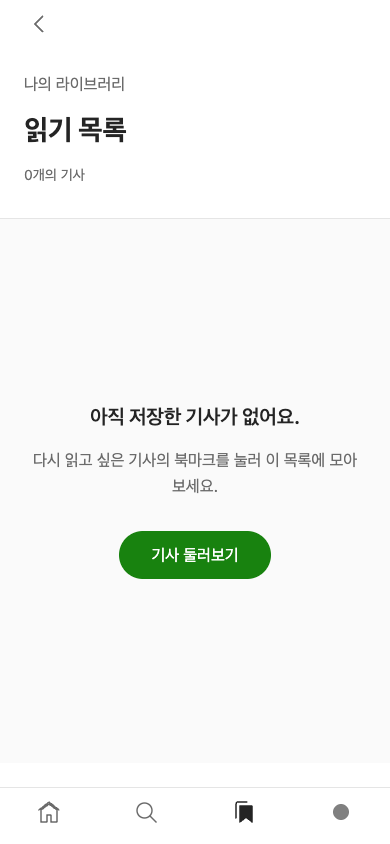 나의 라이브러리
읽기 목록
0개의 기사
아직 저장한 기사가 없어요.
다시 읽고 싶은 기사의 북마크를 눌러 이 목록에 모아
보세요.
기사 둘러보기